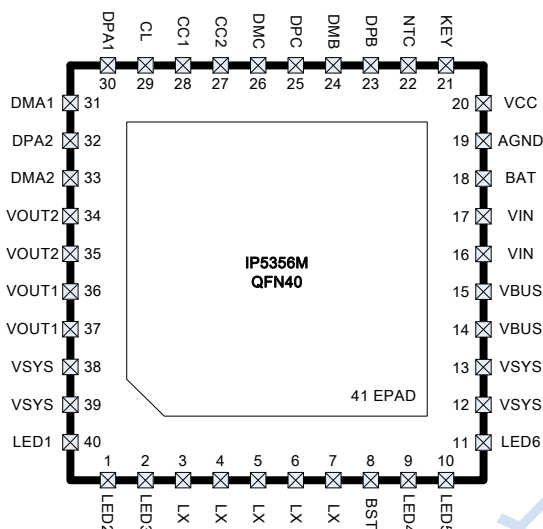 DPA1 CL CC1 CC2 DMC DPC DMB DPB NTC KEY
30 29 28 27 26 25 24 23 22 21
DMA1 31 20 VCC
DPA2 32 19 AGND
DMA2 33 18 BAT
VOUT2 34 17 VIN
VOUT2 35 16 VIN
IP5356M
QFN40
VOUT1 36 15 VBUS
VOUT1 37 14 VBUS
VSYS 38 13 VSYS
VSYS 39 12 VSYS
41 EPAD
LED1 40 11 LED6
1 2 3 4 5 6 7 8 9 10
LED2 LED3 LX LX LX LX LX BST LED4 LED5